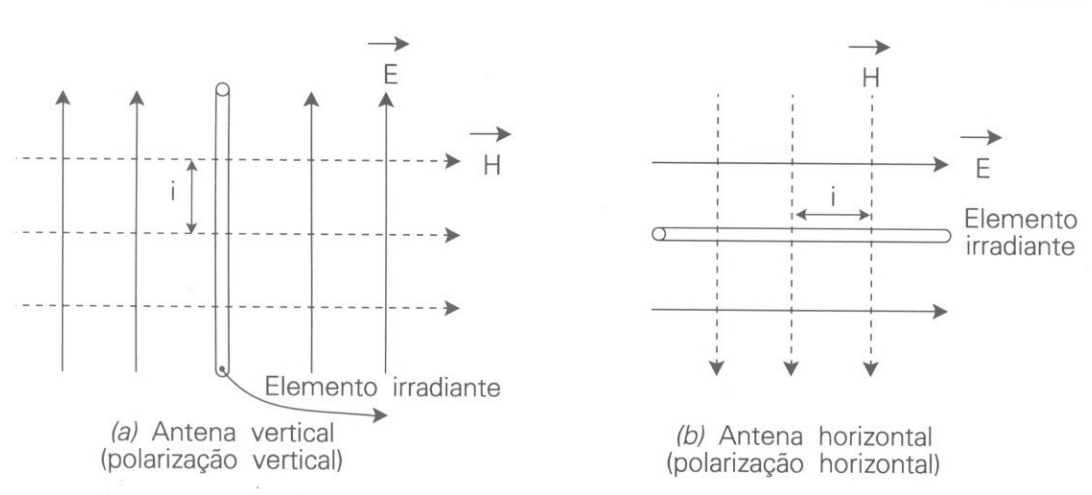 E
H
i
Elemento irradiante
(a) Antena vertical
(polarização vertical)
H
E
i
Elemento
irradiante
(b) Antena horizontal
(polarização horizontal)